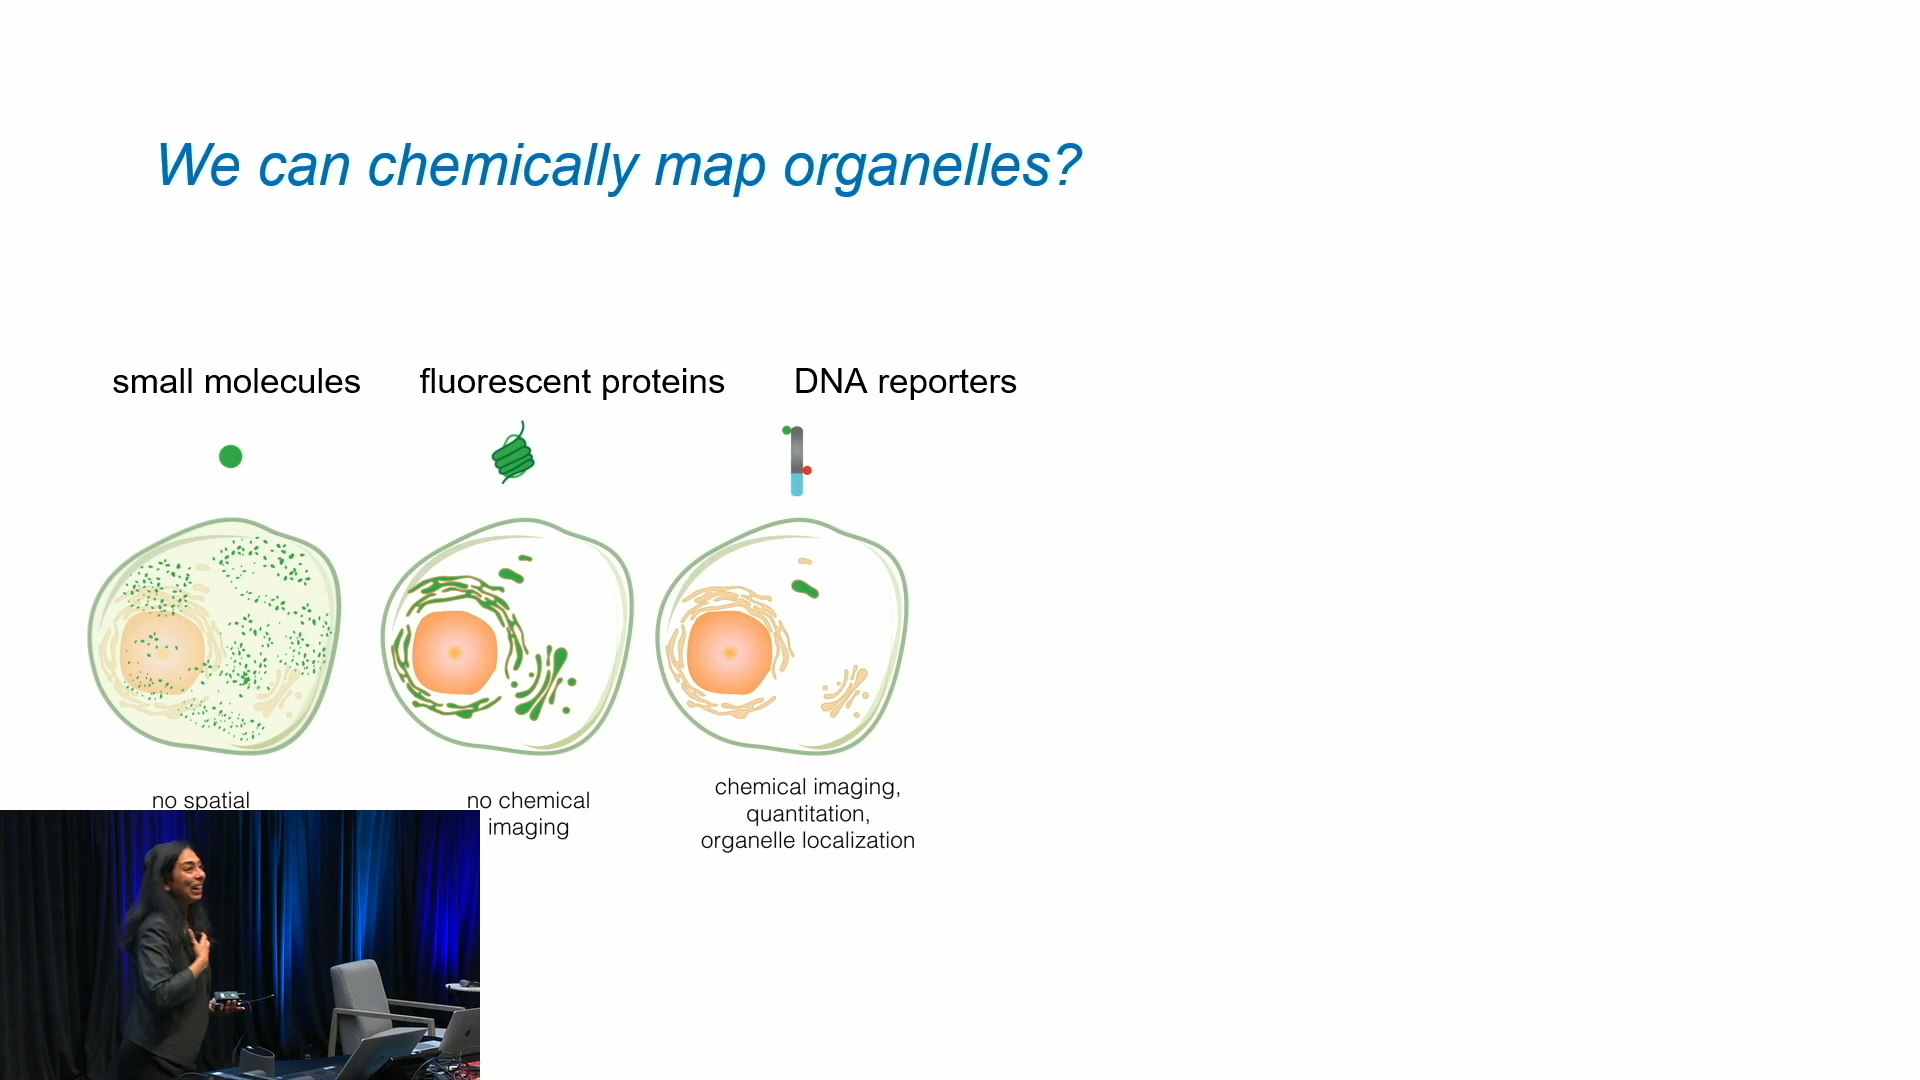 We can chemically map organelles?
small molecules
fluorescent proteins
DNA reporters
no spatial
no chemical
imaging
chemical imaging,
quantitation,
organelle localization